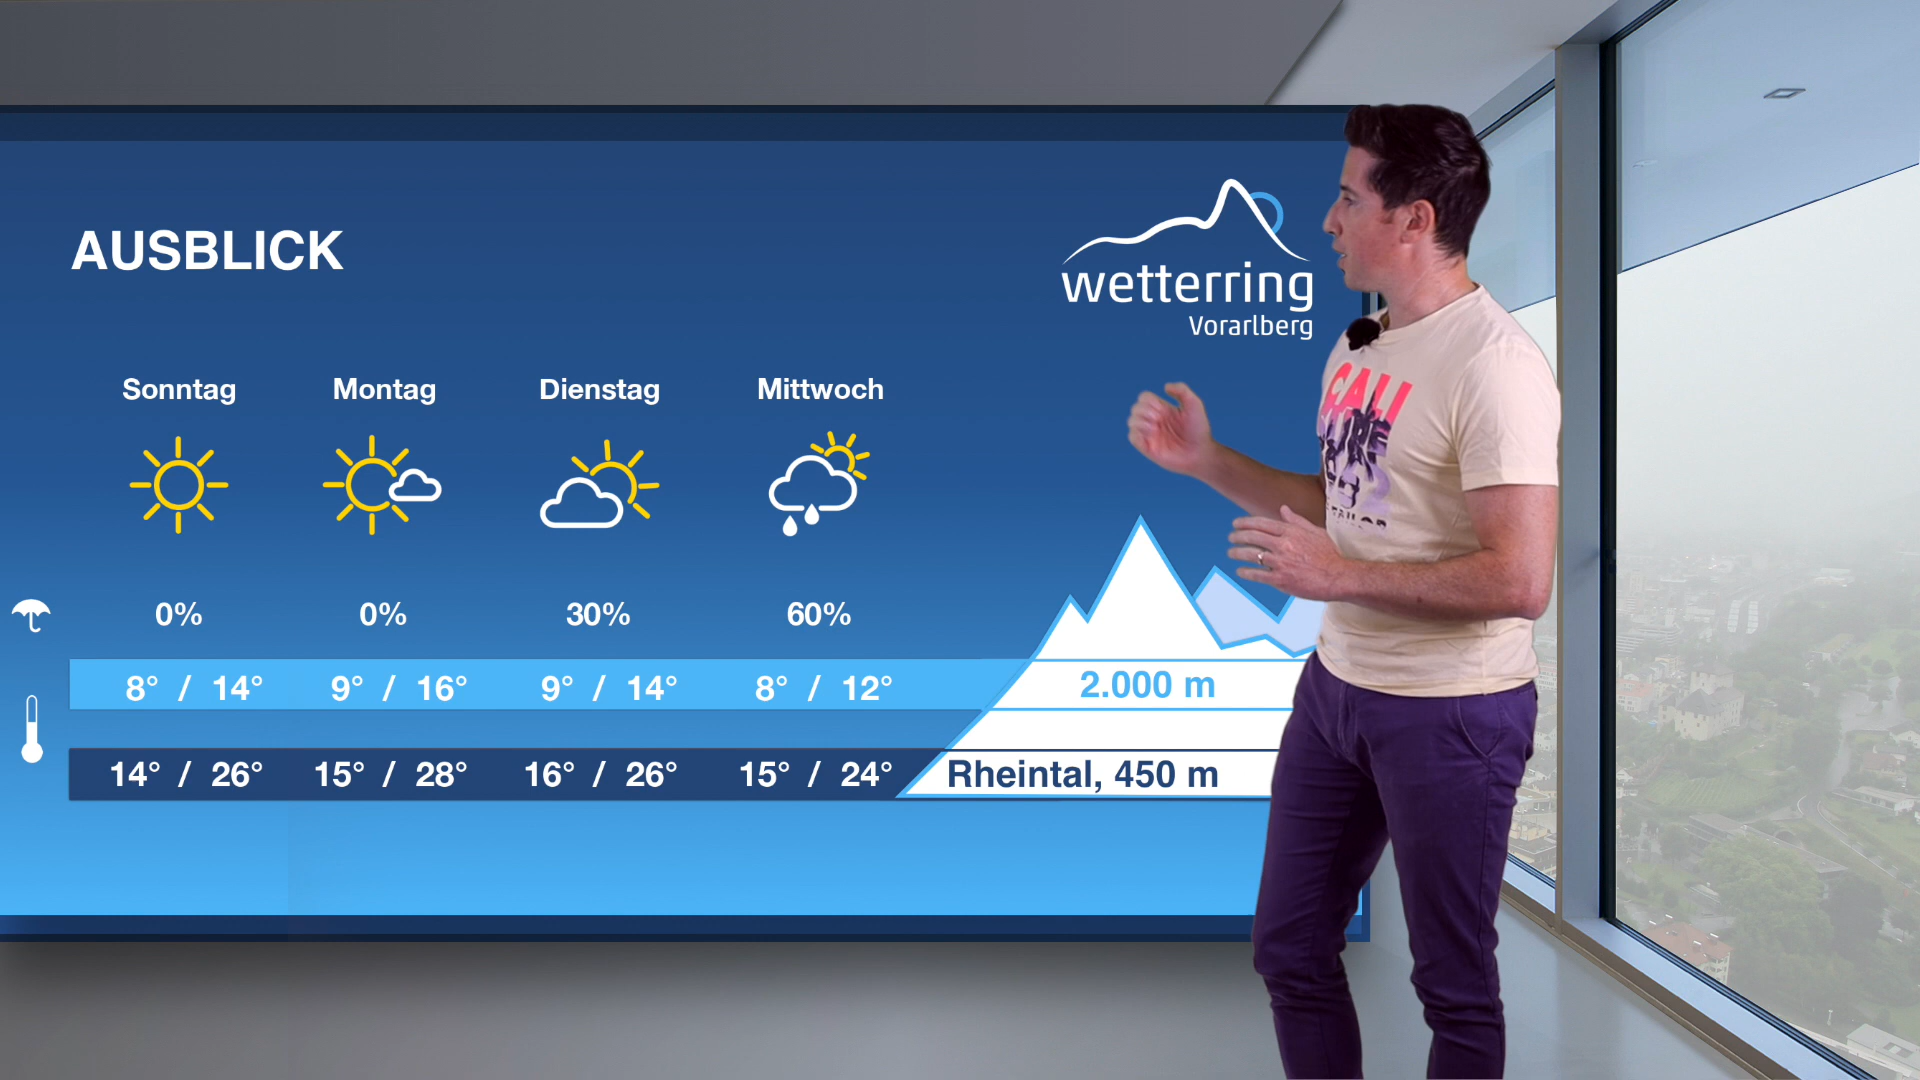 AUSBLICK
wetterring
Vorarlberg
Sonntag Montag Dienstag Mittwoch
0% 0% 30% 60%
8° / 14° 9° / 16° 9° / 14° 8° / 12° 2.000 m
14° / 26° 15° / 28° 16° / 26° 15° / 24° Rheintal, 450 m
CALI